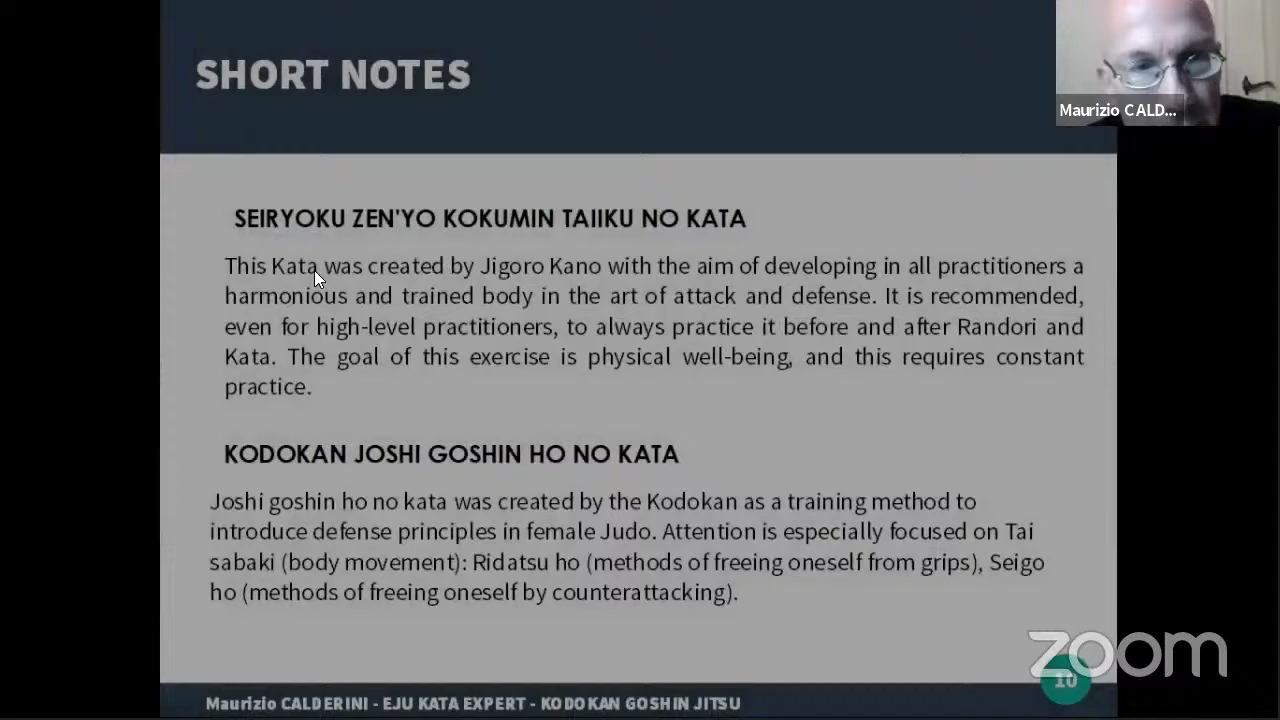 SHORT NOTES
Maurizio CALD...
SEIRYOKU ZEN'YO KOKUMIN TAIIKU NO KATA
This Kata was created by Jigoro Kano with the aim of developing in all practitioners a
harmonious and trained body in the art of attack and defense. It is recommended,
even for high-level practitioners, to always practice it before and after Randori and
Kata. The goal of this exercise is physical well-being, and this requires constant
practice.
KODOKAN JOSHI GOSHIN HO NO KATA
Joshi goshin ho no kata was created by the Kodokan as a training method to
introduce defense principles in female Judo. Attention is especially focused on Tai
sabaki (body movement): Ridatsu ho (methods of freeing oneself from grips), Seigo
ho (methods of freeing oneself by counterattacking).
zoom
10
Maurizio CALDERINI - EJU KATA EXPERT - KODOKAN GOSHIN JITSU